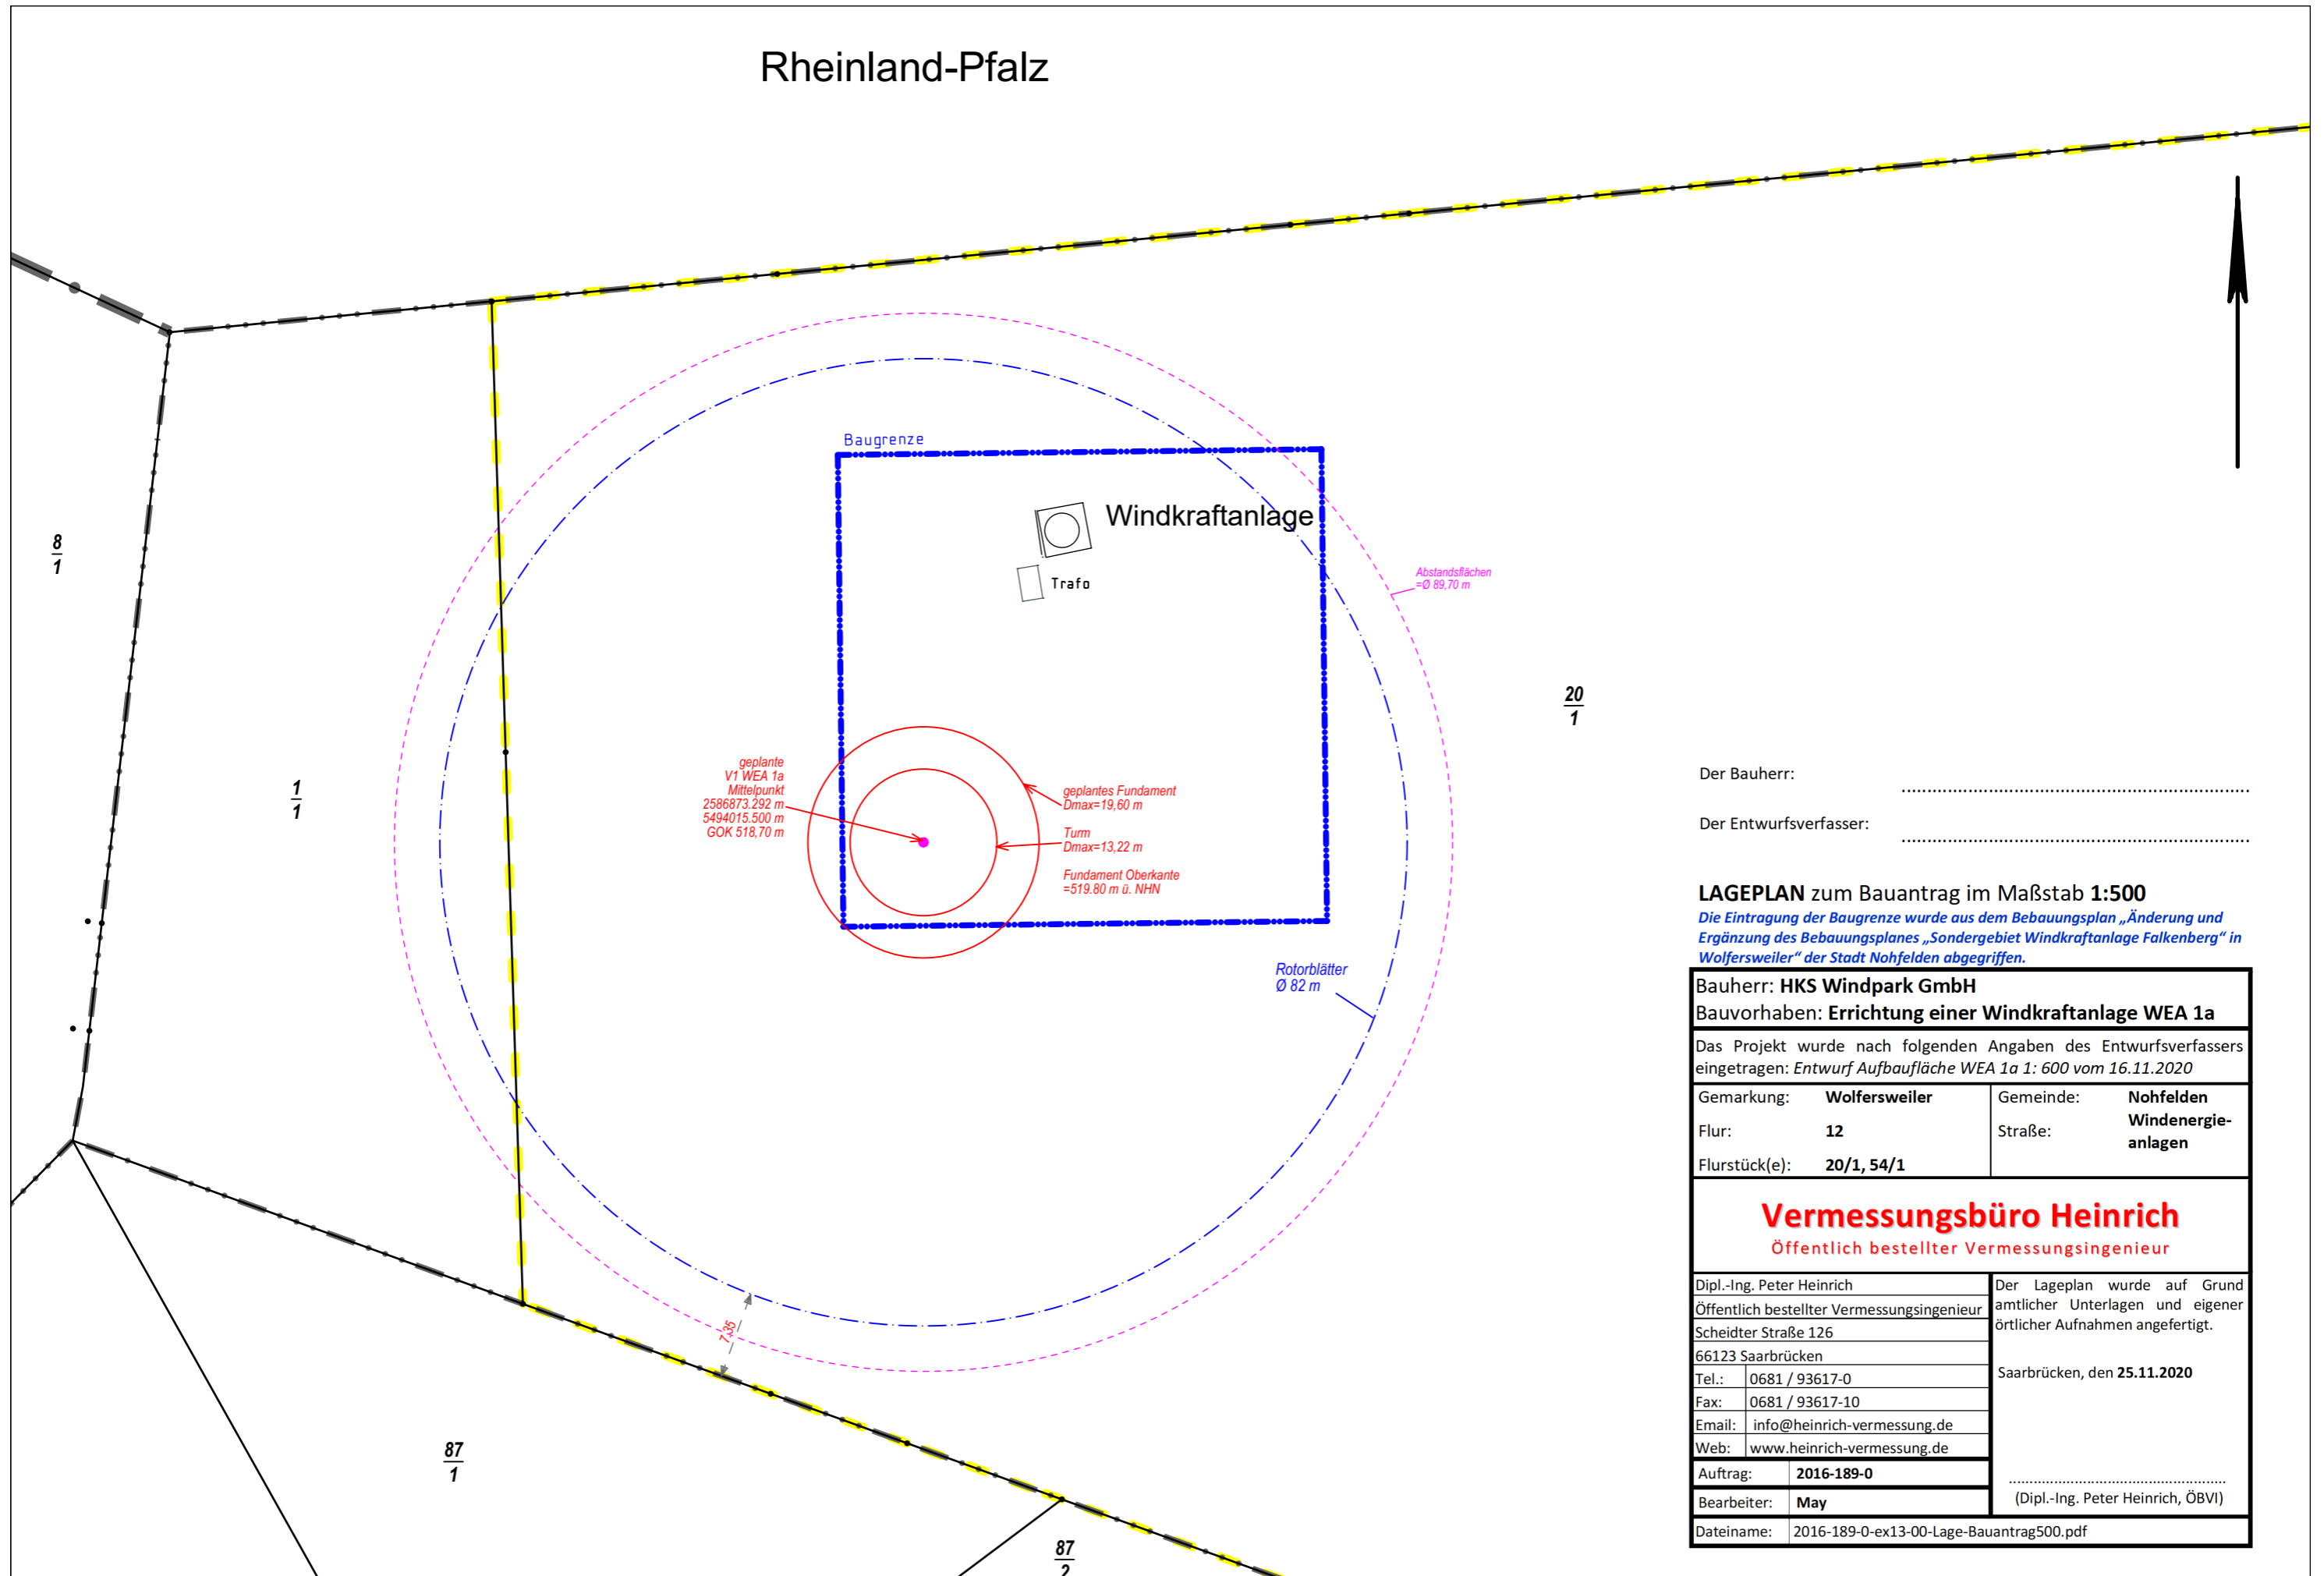 Rheinland-Pfalz
Baugrenze
Windkraftanlage
Trafo
8
1
1
1
20
1
87
1
87
2
Abstandsflächen
=Ø 89,70 m
geplante
V1 WEA 1a
Mittelpunkt
2586873.292 m
5494015.500 m
GOK 518,70 m
geplantes Fundament
Dmax=19,60 m
Turm
Dmax=13,22 m
Fundament Oberkante
=519.80 m ü. NHN
Rotorblätter
Ø 82 m
7,35
Der Bauherr:
Der Entwurfsverfasser:
LAGEPLAN zum Bauantrag im Maßstab 1:500
Die Eintragung der Baugrenze wurde aus dem Bebauungsplan „Änderung und
Ergänzung des Bebauungsplanes „Sondergebiet Windkraftanlage Falkenberg“ in
Wolfersweiler“ der Stadt Nohfelden abgegriffen.
Bauherr: HKS Windpark GmbH
Bauvorhaben: Errichtung einer Windkraftanlage WEA 1a
Das Projekt wurde nach folgenden Angaben des Entwurfsverfassers
eingetragen: Entwurf Aufbaufläche WEA 1a 1: 600 vom 16.11.2020
Gemarkung: Wolfersweiler
Flur: 12
Flurstück(e): 20/1, 54/1
Gemeinde: Nohfelden
Straße: Windenergie-
anlagen
Vermessungsbüro Heinrich
Öffentlich bestellter Vermessungsingenieur
Dipl.-Ing. Peter Heinrich
Öffentlich bestellter Vermessungsingenieur
Scheidter Straße 126
66123 Saarbrücken
Tel.: 0681 / 93617-0
Fax: 0681 / 93617-10
Email: info@heinrich-vermessung.de
Web: www.heinrich-vermessung.de
Der Lageplan wurde auf Grund
amtlicher Unterlagen und eigener
örtlicher Aufnahmen angefertigt.
Saarbrücken, den 25.11.2020
(Dipl.-Ing. Peter Heinrich, ÖBVI)
Auftrag: 2016-189-0
Bearbeiter: May
Dateiname: 2016-189-0-ex13-00-Lage-Bauantrag500.pdf